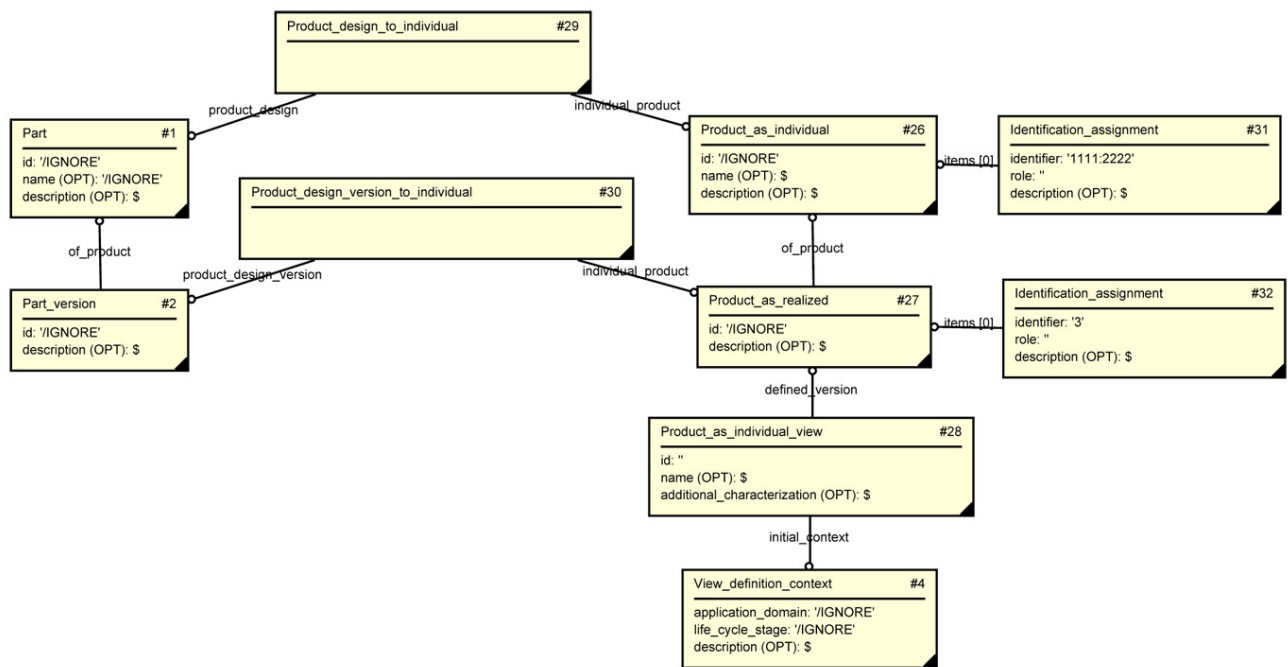 Product_design_to_individual #29
product_design
individual_product
Part #1
id: '/IGNORE'
name (OPT): '/IGNORE'
description (OPT): $
Product_as_individual #26
id: '/IGNORE'
name (OPT): $
description (OPT): $
items [0]
Identification_assignment #31
identifier: '1111:2222'
role: ''
description (OPT): $
Product_design_version_to_individual #30
of_product
of_product
product_design_version
individual_product
Part_version #2
id: '/IGNORE'
description (OPT): $
Product_as_realized #27
id: '/IGNORE'
description (OPT): $
items [0]
Identification_assignment #32
identifier: '3'
role: ''
description (OPT): $
defined_version
Product_as_individual_view #28
id: ''
name (OPT): $
additional_characterization (OPT): $
initial_context
View_definition_context #4
application_domain: '/IGNORE'
life_cycle_stage: '/IGNORE'
description (OPT): $